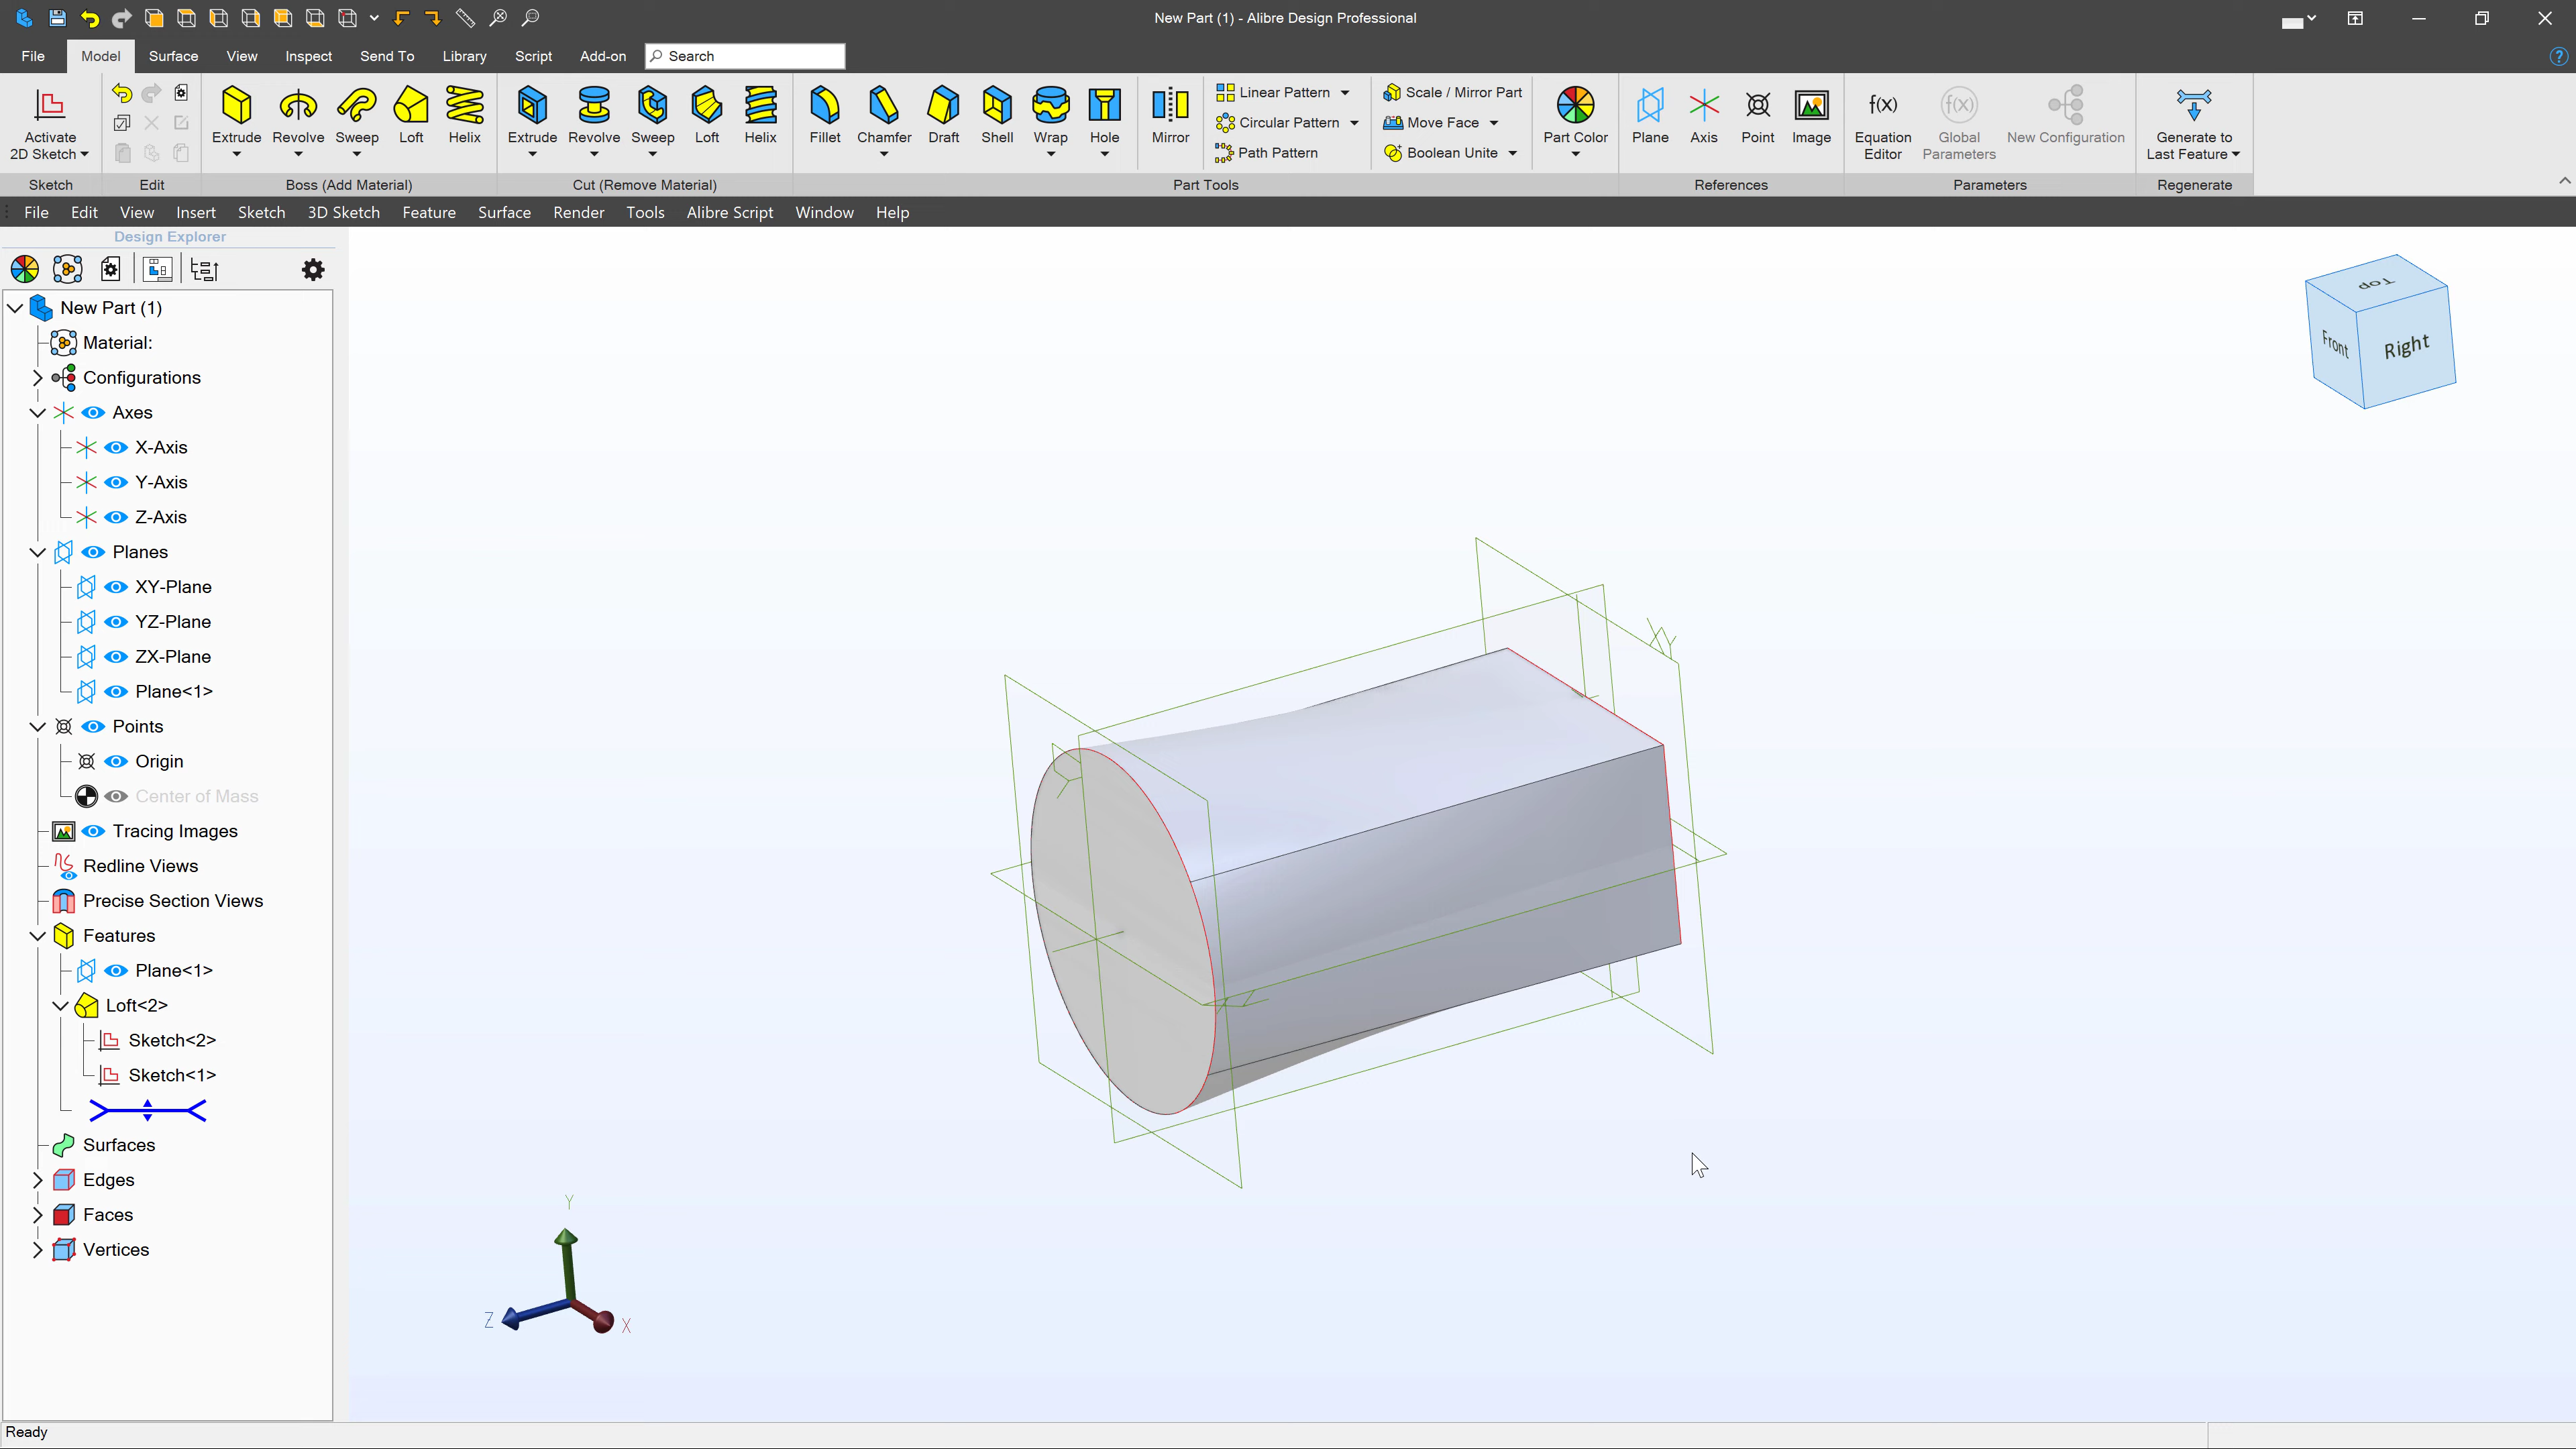 New Part (1) - Alibre Design Professional
File Model Surface View Inspect Send To Library Script Add-on Search
Activate 2D Sketch
Extrude Revolve Sweep Loft Helix
Extrude Revolve Sweep Loft Helix
Fillet Chamfer Draft Shell Wrap Hole
Mirror
Linear Pattern
Circular Pattern
Path Pattern
Scale / Mirror Part
Move Face
Boolean Unite
Part Color
Plane Axis Point Image
Equation Editor
Global Parameters
New Configuration
Generate to Last Feature
Sketch Edit Boss (Add Material) Cut (Remove Material) Part Tools References Parameters Regenerate
File Edit View Insert Sketch 3D Sketch Feature Surface Render Tools Alibre Script Window Help
Design Explorer
New Part (1)
Material:
Configurations
Axes
X-Axis
Y-Axis
Z-Axis
Planes
XY-Plane
YZ-Plane
ZX-Plane
Plane<1>
Points
Origin
Center of Mass
Tracing Images
Redline Views
Precise Section Views
Features
Plane<1>
Loft<2>
Sketch<2>
Sketch<1>
Surfaces
Edges
Faces
Vertices
Top
Front
Right
Y
Z
X
Ready